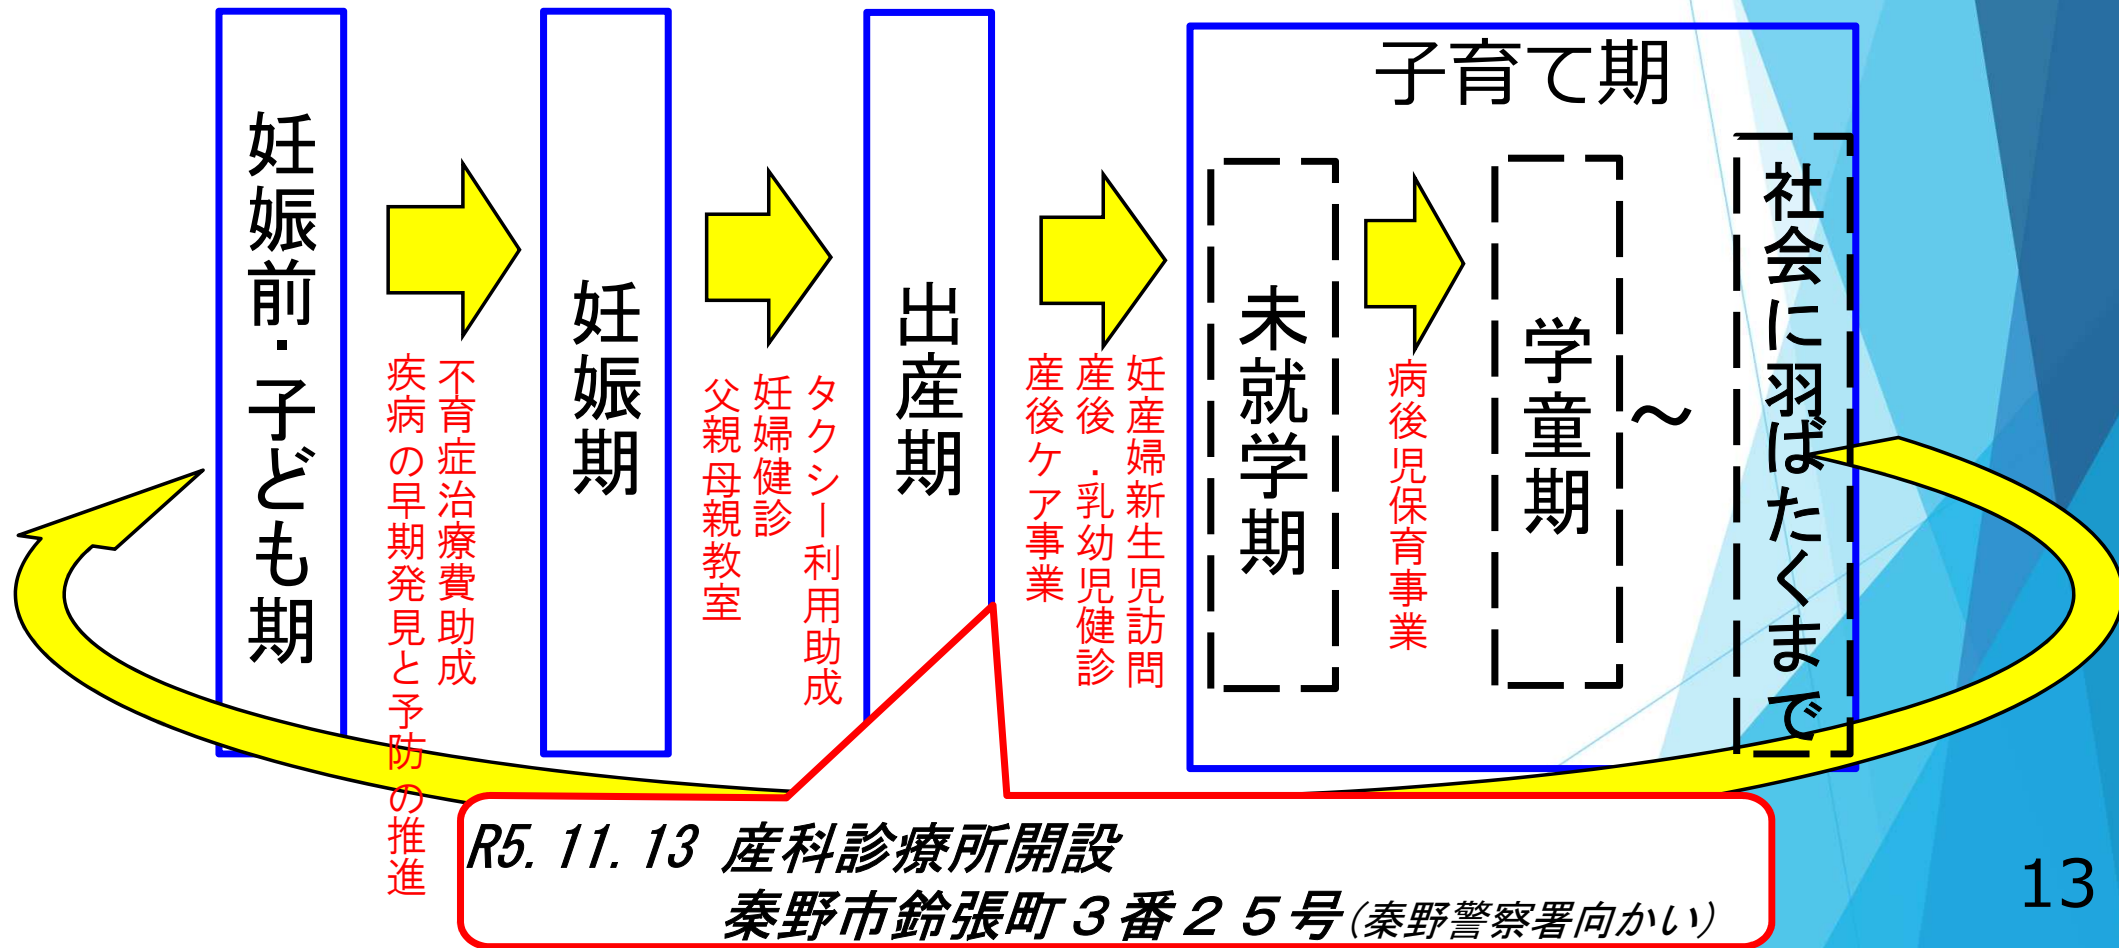 妊娠前・子ども期
不育症治療費助成
疾病の早期発見と予防の推進
妊娠期
タクシー利用助成
妊婦健診
父親母親教室
出産期
妊産婦新生児訪問
産後・乳幼児健診
産後ケア事業
子育て期
未就学期
病後児保育事業
学童期
～
社会に羽ばたくまで
R5.11.13 産科診療所開設
秦野市鈴張町３番２５号(秦野警察署向かい)
13